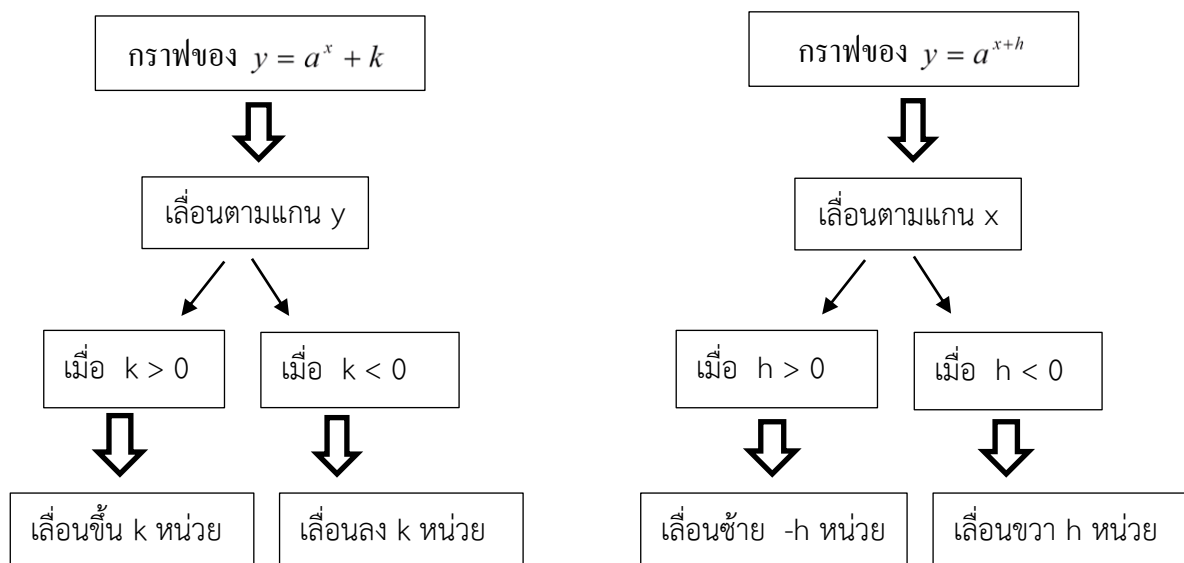 กราฟของ y = a^x + k
เลื่อนตามแกน y
เมื่อ k > 0
เมื่อ k < 0
เลื่อนขึ้น k หน่วย
เลื่อนลง k หน่วย
กราฟของ y = a^{x+h}
เลื่อนตามแกน x
เมื่อ h > 0
เมื่อ h < 0
เลื่อนซ้าย -h หน่วย
เลื่อนขวา h หน่วย